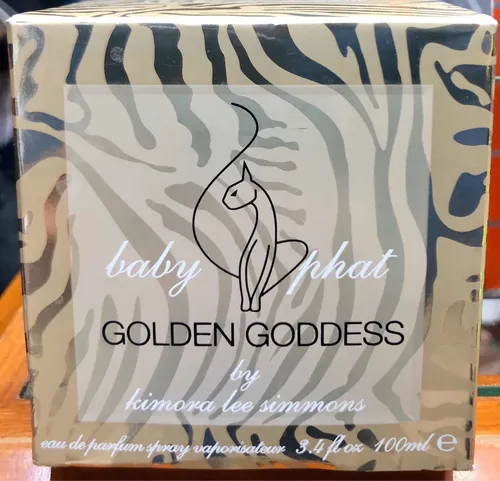 baby phat
GOLDEN GODDESS
by
kimora lee simmons
eau de parfum spray vaporisateur 3.4 fl oz 100ml ℮